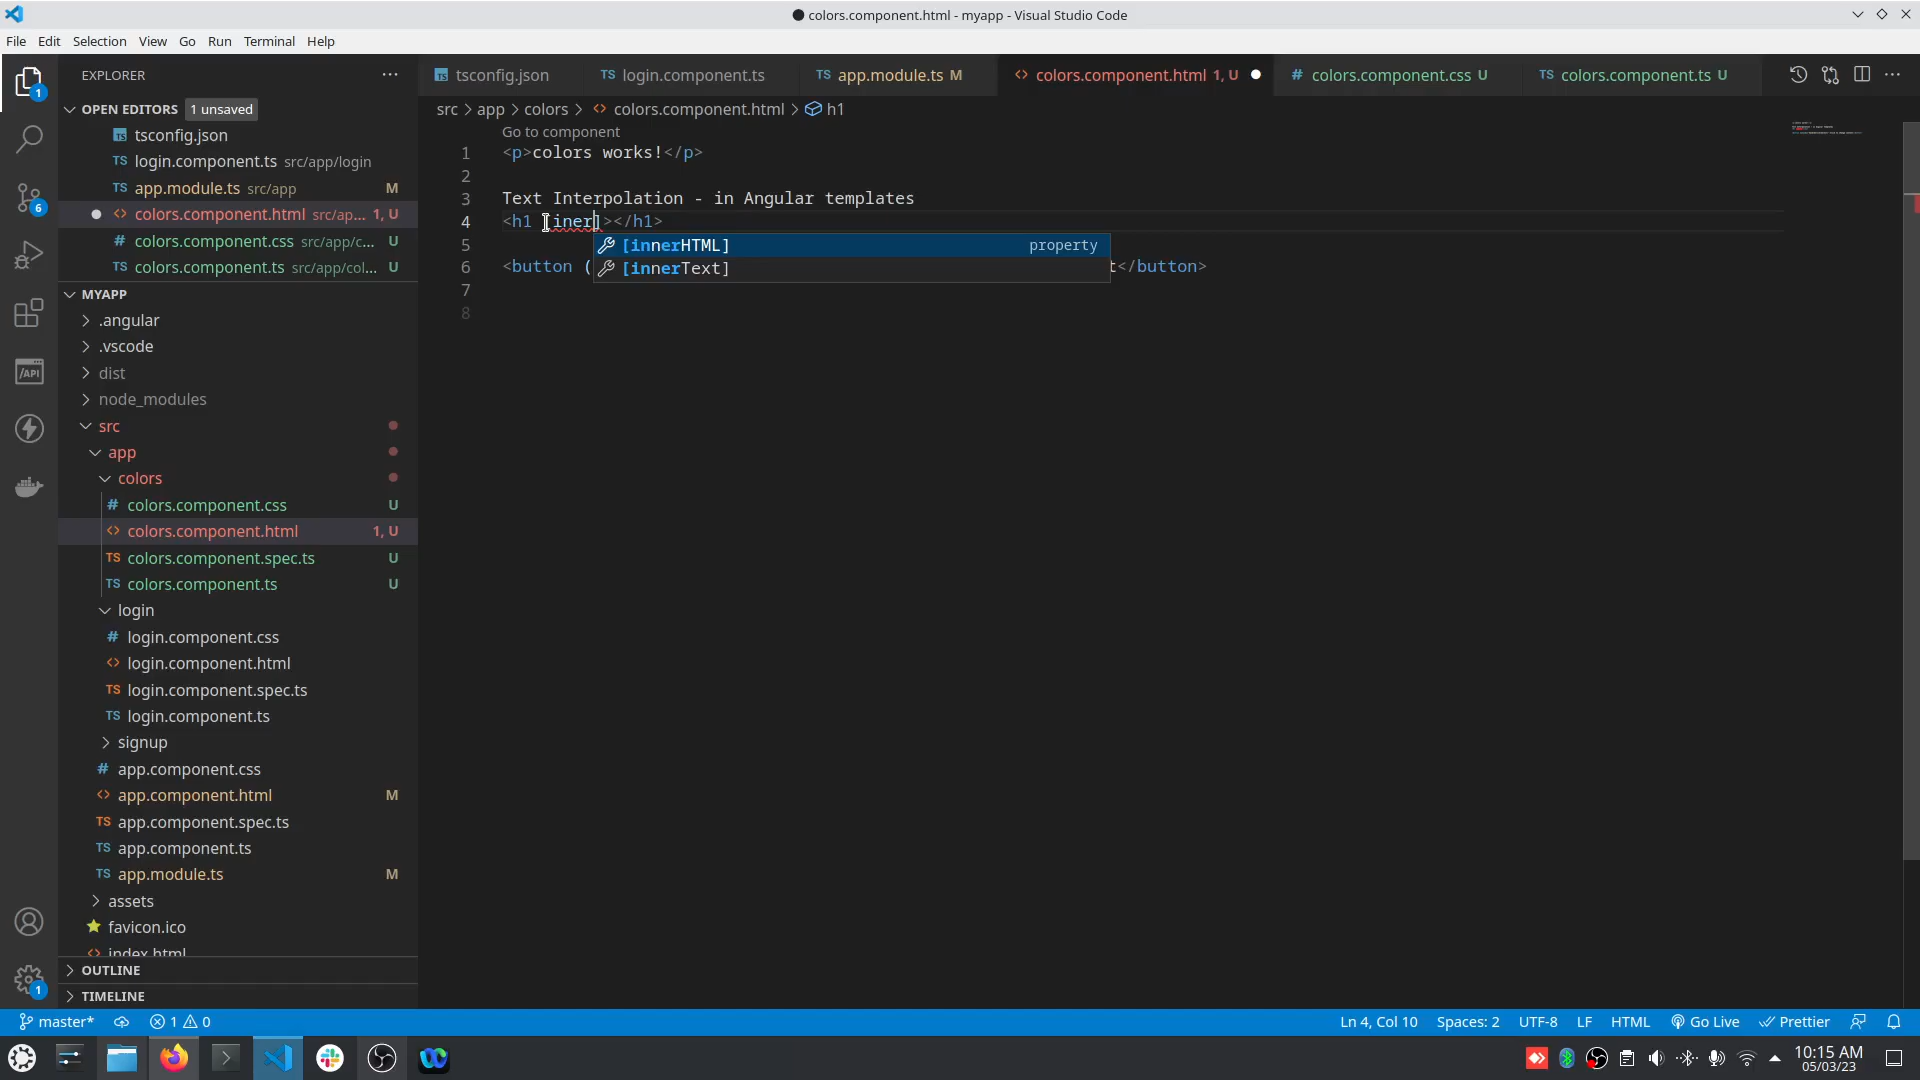 colors.component.html - myapp - Visual Studio Code
File Edit Selection View Go Run Terminal Help
EXPLORER
OPEN EDITORS 1 unsaved
tsconfig.json
login.component.ts src/app/login
app.module.ts src/app M
colors.component.html src/ap... 1, U
colors.component.css src/app/c... U
colors.component.ts src/app/col... U
MYAPP
.angular
.vscode
dist
node_modules
src
app
colors
colors.component.css U
colors.component.html 1, U
colors.component.spec.ts U
colors.component.ts U
login
login.component.css
login.component.html
login.component.spec.ts
login.component.ts
signup
app.component.css
app.component.html M
app.component.spec.ts
app.component.ts
app.module.ts M
assets
favicon.ico
index.html
OUTLINE
TIMELINE
tsconfig.json login.component.ts app.module.ts M colors.component.html 1, U colors.component.css U colors.component.ts U
src > app > colors > colors.component.html > h1
Go to component
1 <p>colors works!</p>
2
3 Text Interpolation - in Angular templates
4 <h1 [iner]></h1>
5
6 <button ( t</button>
7
8
[innerHTML] property
[innerText]
master* 1 0 Ln 4, Col 10 Spaces: 2 UTF-8 LF HTML Go Live Prettier
10:15 AM
05/03/23